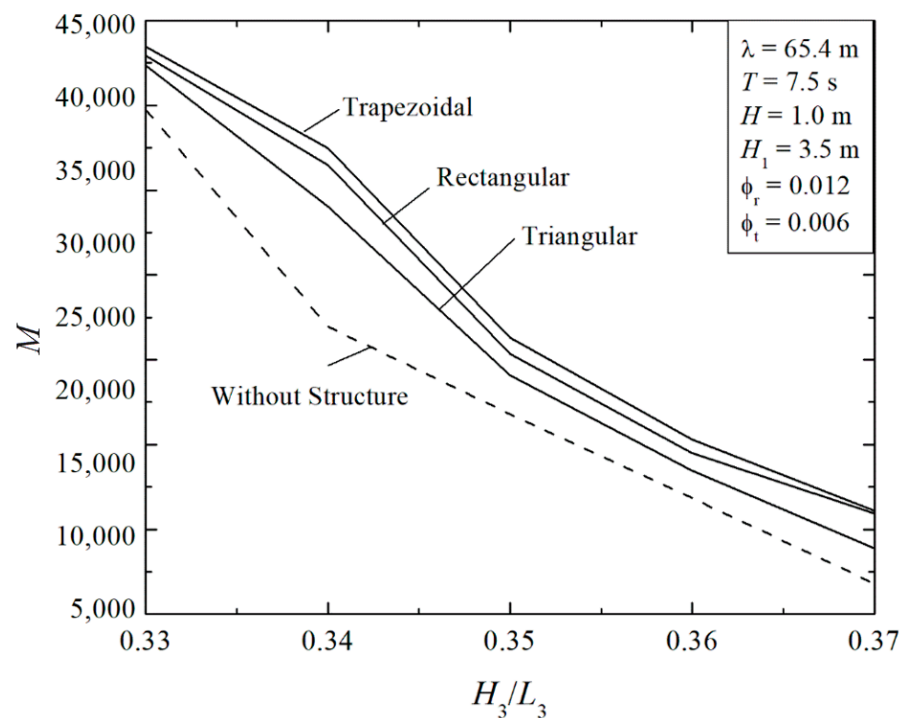 45,000
40,000
35,000
30,000
25,000
20,000
15,000
10,000
5,000
M
λ = 65.4 m
T = 7.5 s
H = 1.0 m
H₁ = 3.5 m
ϕᵣ = 0.012
ϕₜ = 0.006
Trapezoidal
Rectangular
Triangular
Without Structure
0.33 0.34 0.35 0.36 0.37
H₃/L₃